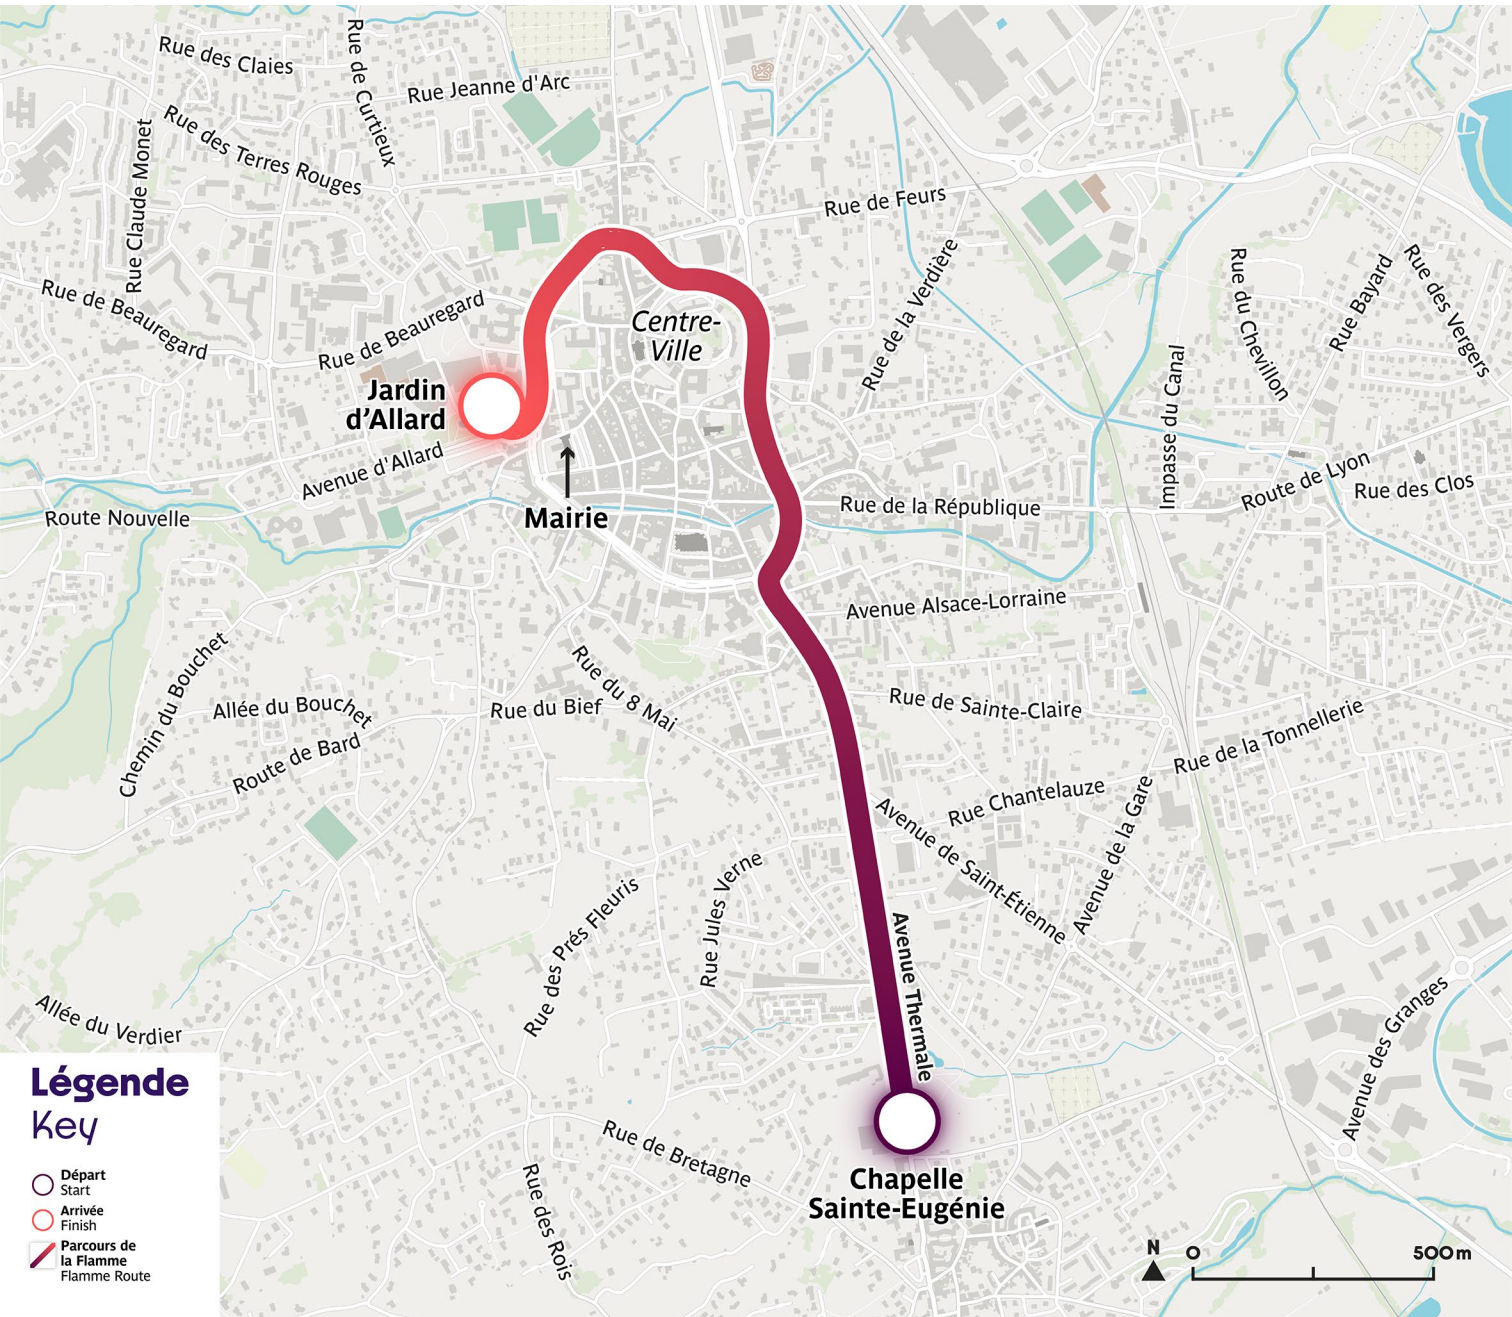 Rue des Claies
Rue de Curtieux
Rue Jeanne d'Arc
Rue des Terres Rouges
Rue Claude Monet
Rue de Feurs
Rue de la Verdière
Rue du Chevillon
Rue Bayard
Rue des Vergers
Rue de Beauregard
Rue de Beauregard
Centre-
Ville
Jardin
d'Allard
Avenue d'Allard
Impasse du Canal
Route de Lyon
Rue des Clos
Route Nouvelle
Mairie
Rue de la République
Avenue Alsace-Lorraine
Chemin du Bouchet
Allée du Bouchet
Route de Bard
Rue du Bief
Rue du 8 Mai
Rue de Sainte-Claire
Rue de la Tonnellerie
Rue Chantelauze
Avenue de Saint-Étienne
Avenue de la Gare
Rue des Prés Fleuris
Rue Jules Verne
Avenue Thermale
Avenue des Granges
Allée du Verdier
Rue de Bretagne
Rue des Rois
Chapelle
Sainte-Eugénie
Légende
Key
Départ
Start
Arrivée
Finish
Parcours de
la Flamme
Flamme Route
N
0
500m